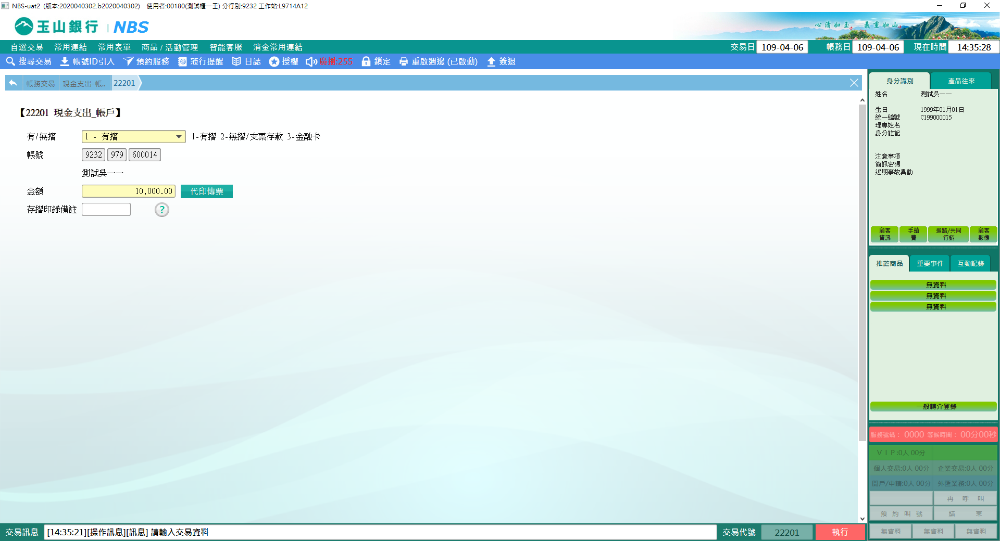 NBS-uat2 (版本:2020040302.b2020040302) 使用者:00180(測試櫃一王) 分行別:9232 工作站:L9714A12
玉山銀行 | NBS
心清如玉。 義重如山。
自選交易 常用連結 常用表單 商品 / 活動管理 智能客服 消金常用連結 交易日 109-04-06 帳務日 109-04-06 現在時間 14:35:28
搜尋交易 帳號ID引入 預約服務 蒞行提醒 日誌 授權 廣播:255 鎖定 重啟週邊 (已啟動) 簽退
帳務交易 現金支出-帳.. 22201
【22201 現金支出_帳戶】
有/無摺 1 - 有摺 1-有摺 2-無摺/支票存款 3-金融卡
帳號 9232 979 600014
測試吳一一
金額 10,000.00 代印傳票
存摺印錄備註 ?
身分識別 產品往來
姓名 測試吳一一
生日 1999年01月01日
統一編號 C199000015
理專姓名
身分註記
注意事項
簡訊密碼
近期事故異動
顧客資訊 手續費 通路/共同行銷 顧客影像
推薦商品 重要事件 互動記錄
無資料
無資料
無資料
一般轉介登錄
服務號碼： 0000 等候時間： 00分00秒
ＶＩＰ:0人 00分
個人交易:0人 00分 企業交易:0人 00分
開戶/申請:0人 00分 外匯業務:0人 00分
再 呼 叫
預 約 叫 號 結 束
無資料 無資料 無資料
交易訊息 [14:35:21][操作訊息][訊息] 請輸入交易資料 交易代號 22201 執行